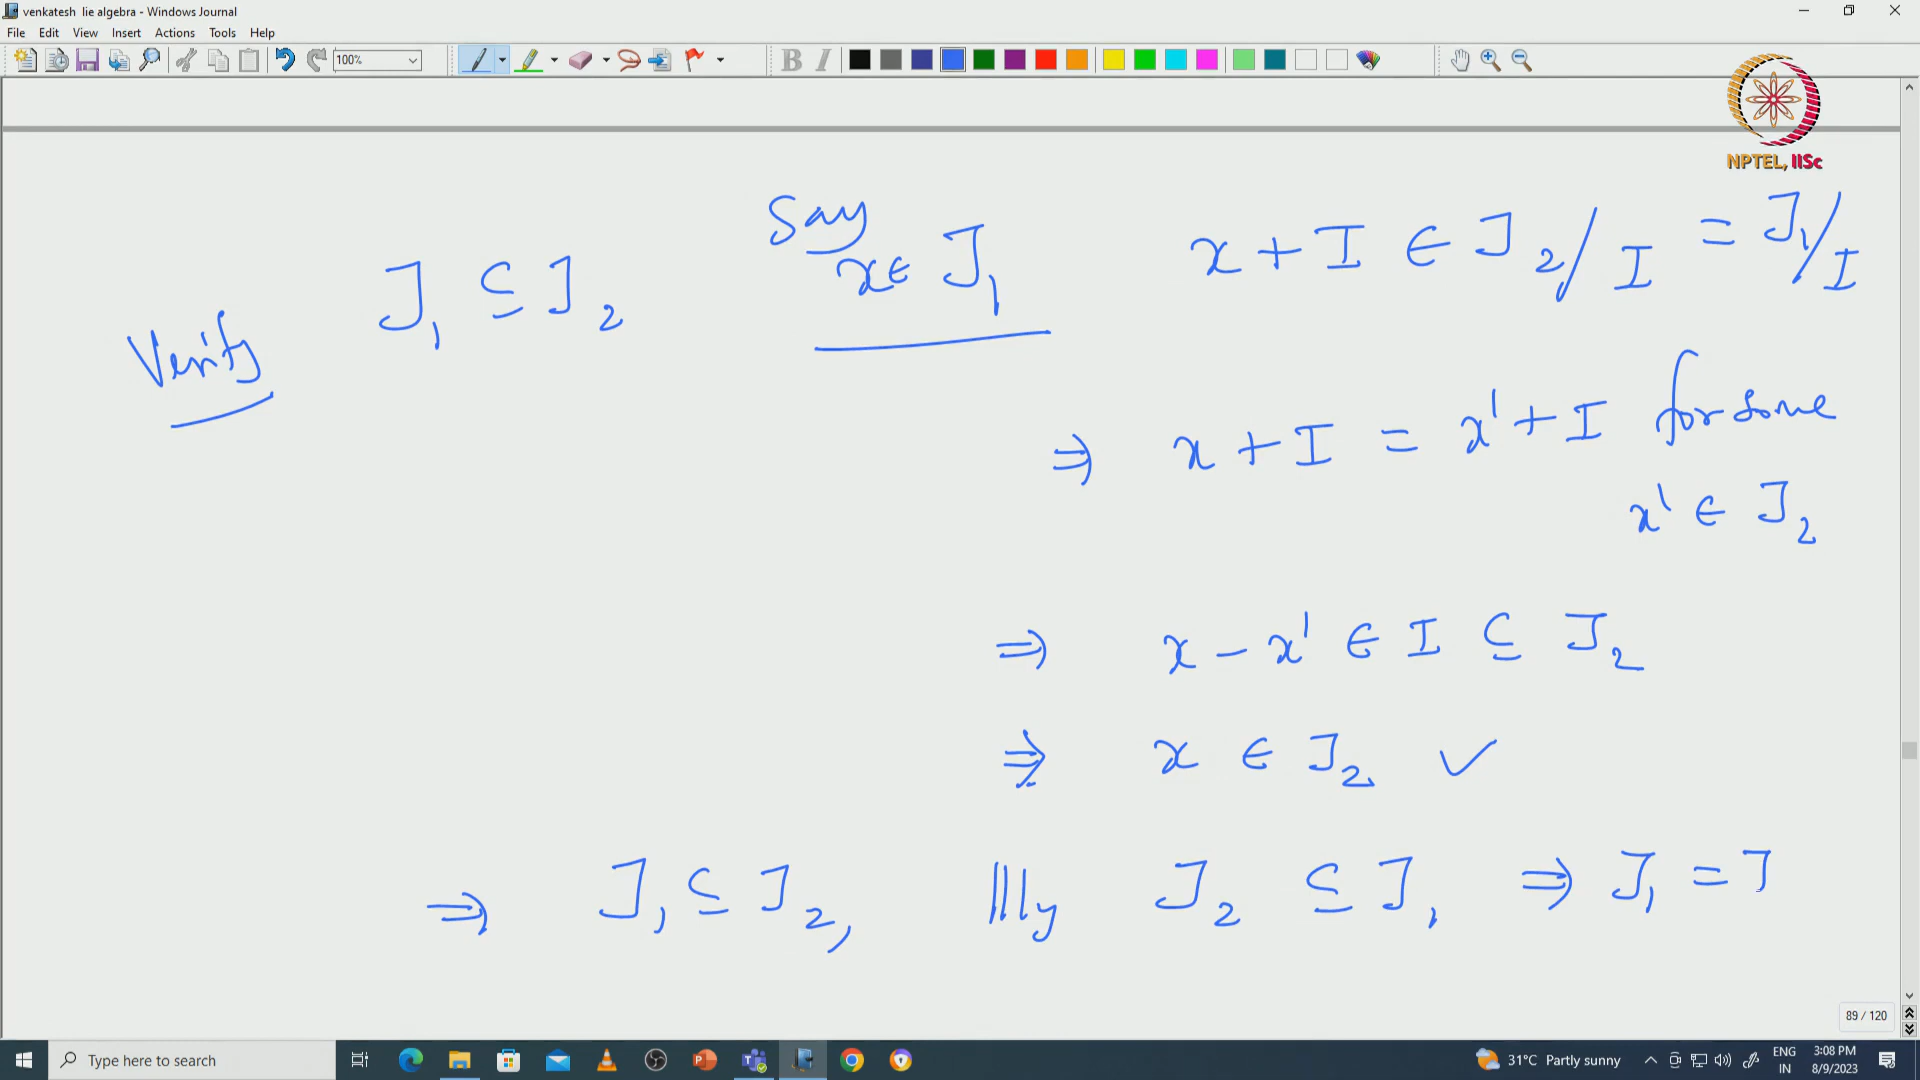 venkatesh lie algebra - Windows Journal
File Edit View Insert Actions Tools Help
100%
B I
NPTEL, IISc
Verify J₁ ⊆ J₂ Say x ∈ J₁ x + I ∈ J₂/I = J₁/I
⇒ x + I = x' + I for some
x' ∈ J₂
⇒ x - x' ∈ I ⊆ J₂
⇒ x ∈ J₂ ✓
⇒ J₁ ⊆ J₂, |||ly J₂ ⊆ J₁ ⇒ J₁ = J
89 / 120
Type here to search
31°C Partly sunny
ENG
IN
3:08 PM
8/9/2023